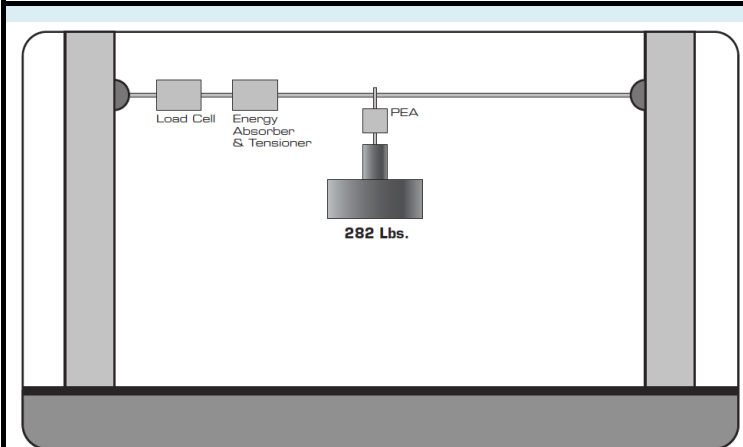 Load Cell
Energy
Absorber
& Tensioner
PEA
282 Lbs.